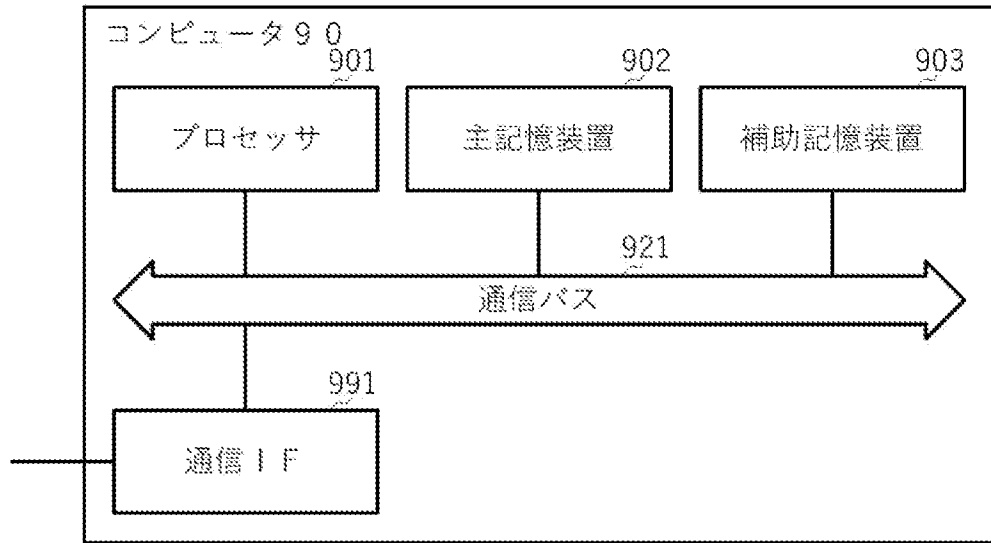 コンピュータ９０
901
プロセッサ
902
主記憶装置
903
補助記憶装置
921
通信バス
991
通信ＩＦ